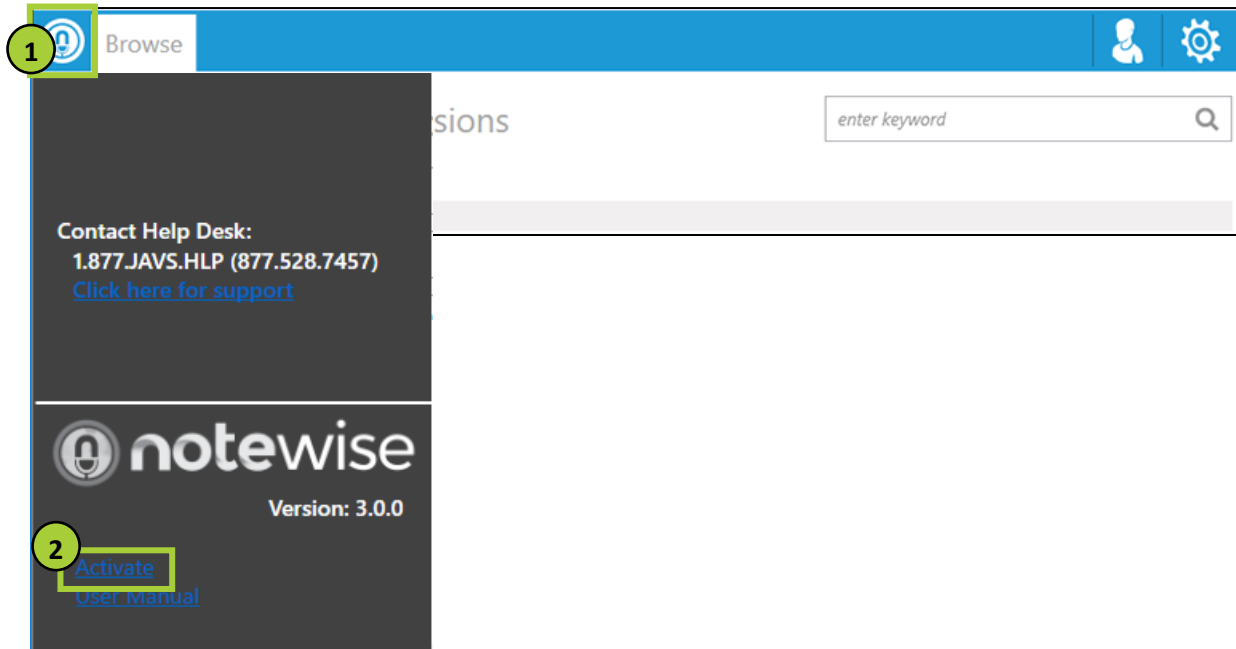 1
Browse
sions
enter keyword
Contact Help Desk:
1.877.JAVS.HLP (877.528.7457)
Click here for support
notewise
Version: 3.0.0
2
Activate
User Manual